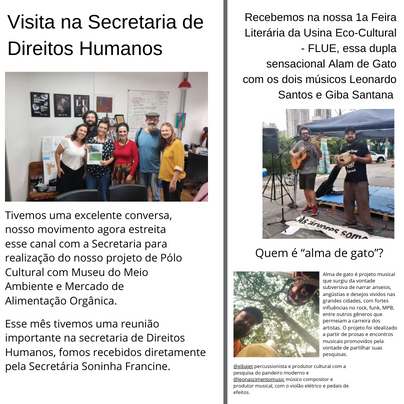 Visita na Secretaria de
Direitos Humanos
Tivemos uma excelente conversa,
nosso movimento agora estreita
esse canal com a Secretaria para
realização do nosso projeto de Pólo
Cultural com Museu do Meio
Ambiente e Mercado de
Alimentação Orgânica.
Esse mês tivemos uma reunião
importante na secretaria de Direitos
Humanos, fomos recebidos diretamente
pela Secretária Soninha Francine.
Recebemos na nossa 1a Feira
Literária da Usina Eco-Cultural
- FLUE, essa dupla
sensacional Alam de Gato
com os dois músicos Leonardo
Santos e Giba Santana
Quem é “alma de gato”?
Alma de gato é projeto musical
que surgiu da vontade
subversiva de narrar anseios,
angústias e desejos vividos nas
grandes cidades, com fortes
influências no rock, funk, MPB,
entre outros gêneros que
permeiam a carreira dos
artistas. O projeto foi idealizado
a partir de prosas e encontros
musicais promovidos pela
vontade de partilhar suas
pesquisas.
percussionista e produtor cultural com a
pesquisa do pandeiro moderno e
@leonascimentomusic músico compositor e
produtor musical, com o violão elétrico e pedais de
efeitos.